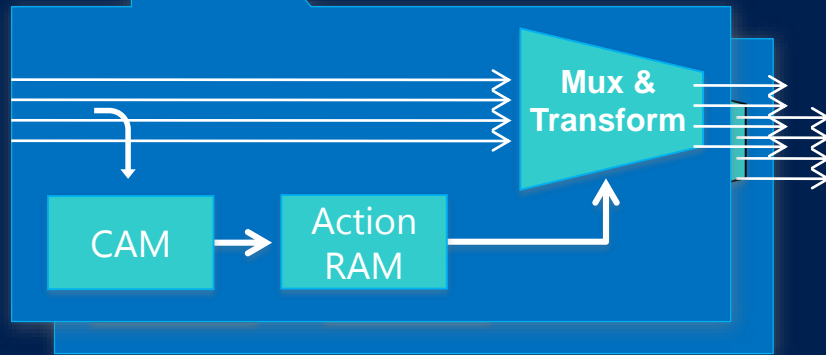 Mux &
Transform
CAM
Action
RAM